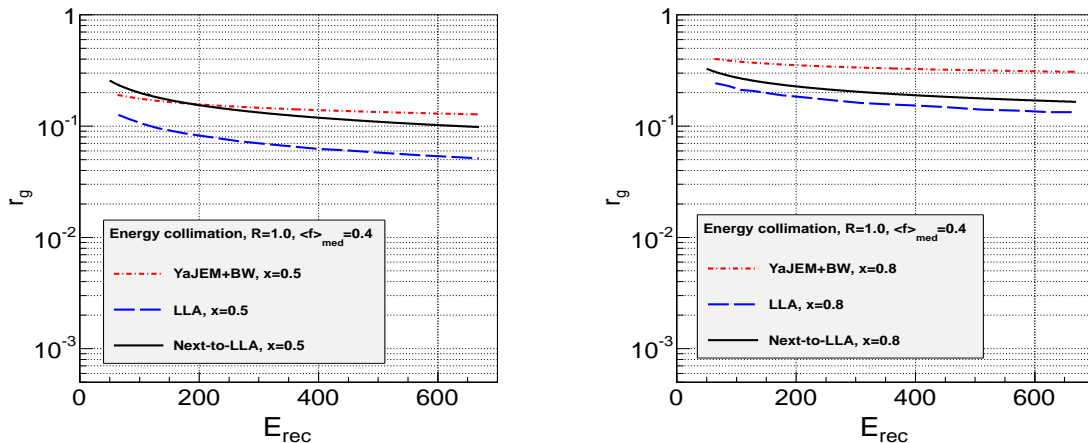 1
10^-1
10^-2
10^-3
r_g
0 200 400 600
E_rec
Energy collimation, R=1.0, <f>_med=0.4
YaJEM+BW, x=0.5
LLA, x=0.5
Next-to-LLA, x=0.5
1
10^-1
10^-2
10^-3
r_g
0 200 400 600
E_rec
Energy collimation, R=1.0, <f>_med=0.4
YaJEM+BW, x=0.8
LLA, x=0.8
Next-to-LLA, x=0.8